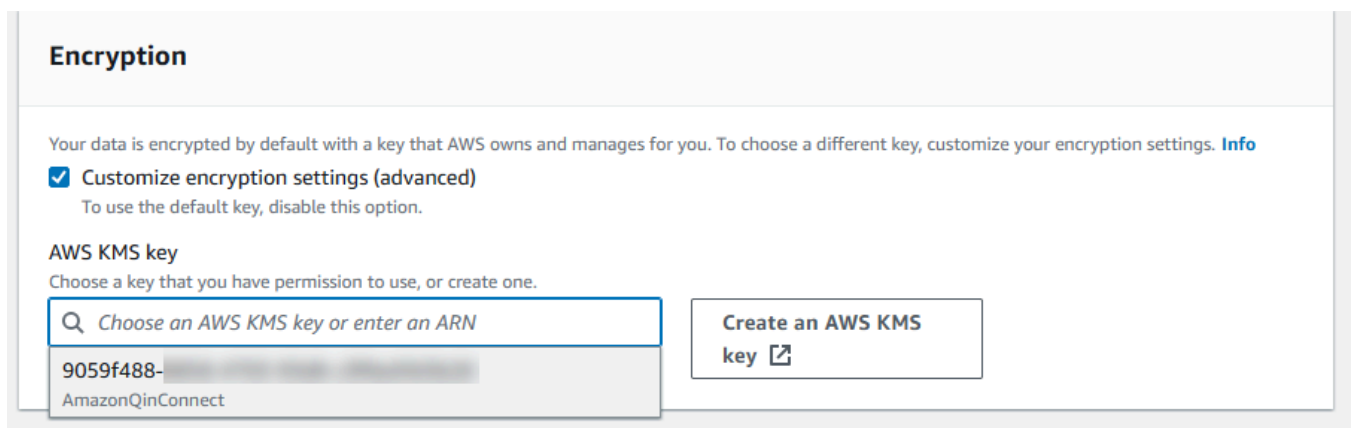 Encryption
Your data is encrypted by default with a key that AWS owns and manages for you. To choose a different key, customize your encryption settings. Info
Customize encryption settings (advanced)
To use the default key, disable this option.
AWS KMS key
Choose a key that you have permission to use, or create one.
Choose an AWS KMS key or enter an ARN
Create an AWS KMS
key
9059f488-
AmazonQinConnect